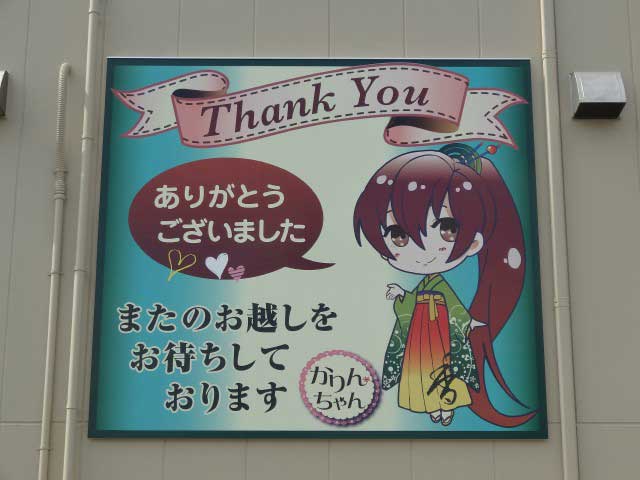 Thank You
ありがとう
ございました
またのお越しを
お待ちして
おります
かりん
ちゃん
香